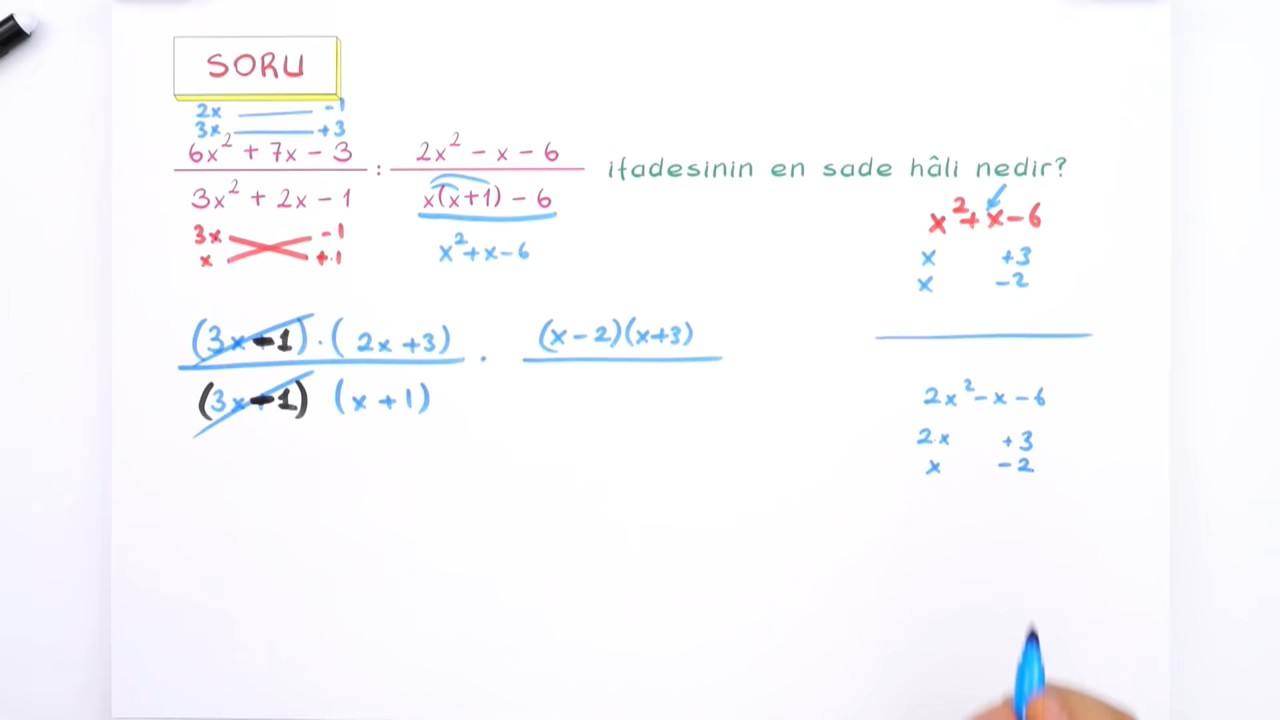 SORU
2x -1
3x +3
6x² + 7x - 3 : 2x² - x - 6 ifadesinin en sade hâli nedir?
3x² + 2x - 1 x(x+1) - 6
x² + x - 6
3x -1
x +1
x² + x - 6
x +3
x -2
(3x - 1) . ( 2x + 3) . (x - 2)(x + 3)
(3x - 1) (x + 1)
2x² - x - 6
2.x +3
x -2